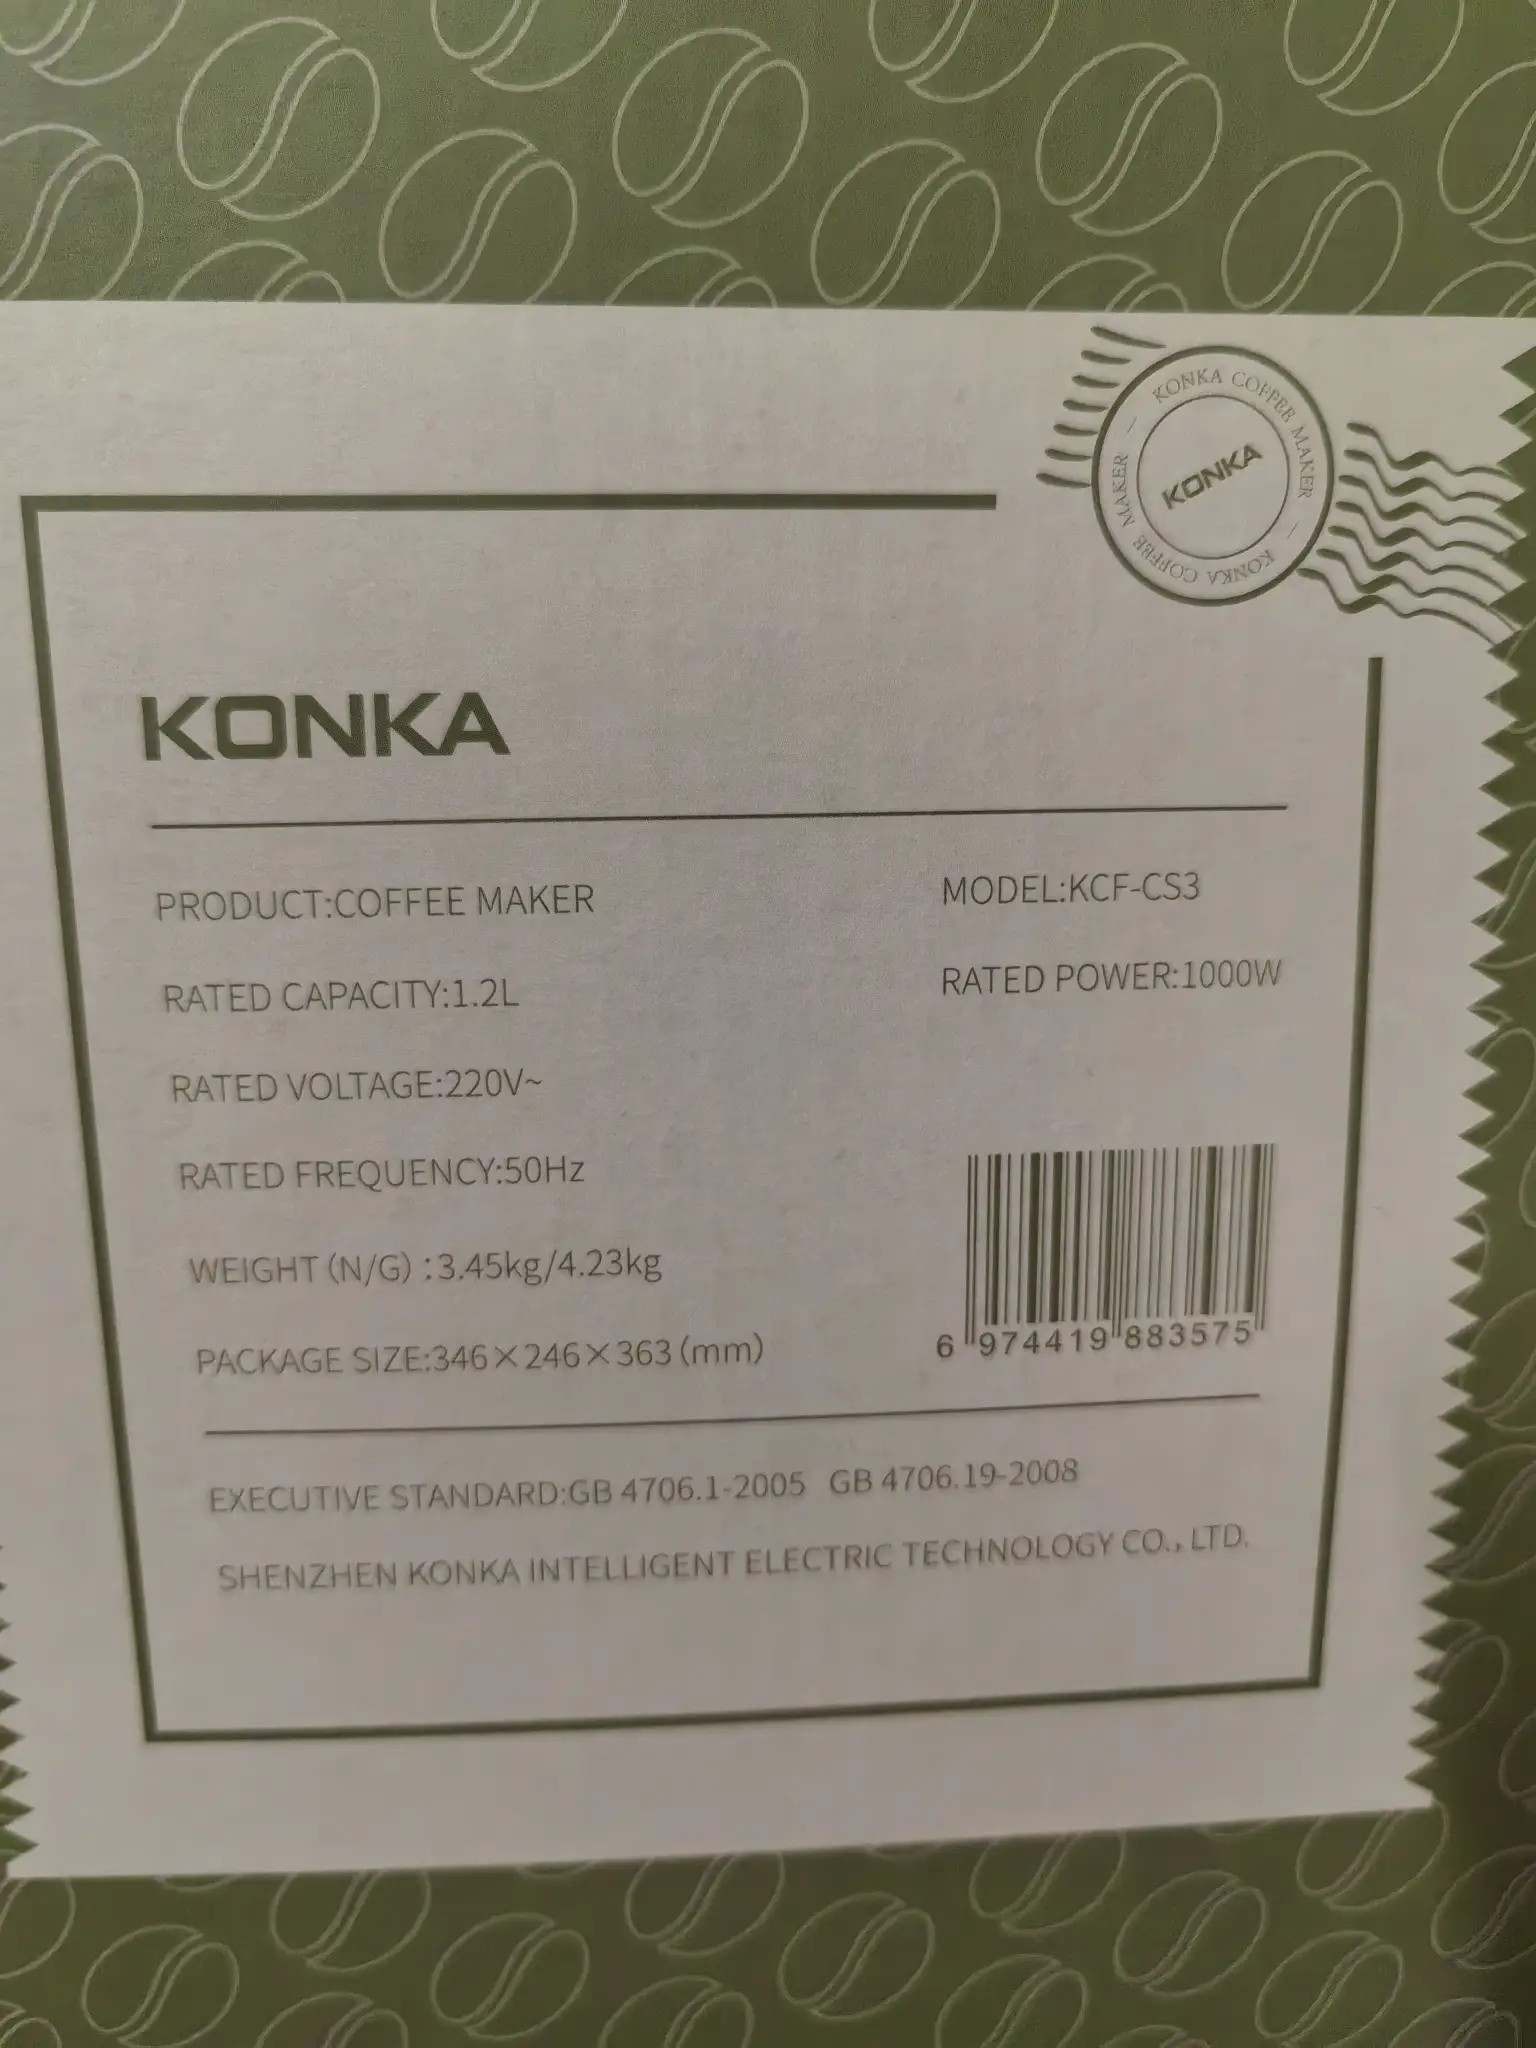 KONKA COFFEE MAKER — KONKA COFFEE MAKER —
KONKA
KONKA
PRODUCT:COFFEE MAKER
MODEL:KCF-CS3
RATED CAPACITY:1.2L
RATED POWER:1000W
RATED VOLTAGE:220V~
RATED FREQUENCY:50Hz
WEIGHT (N/G) :3.45kg/4.23kg
PACKAGE SIZE:346×246×363 (mm)
6 974419 883575
EXECUTIVE STANDARD:GB 4706.1-2005 GB 4706.19-2008
SHENZHEN KONKA INTELLIGENT ELECTRIC TECHNOLOGY CO., LTD.